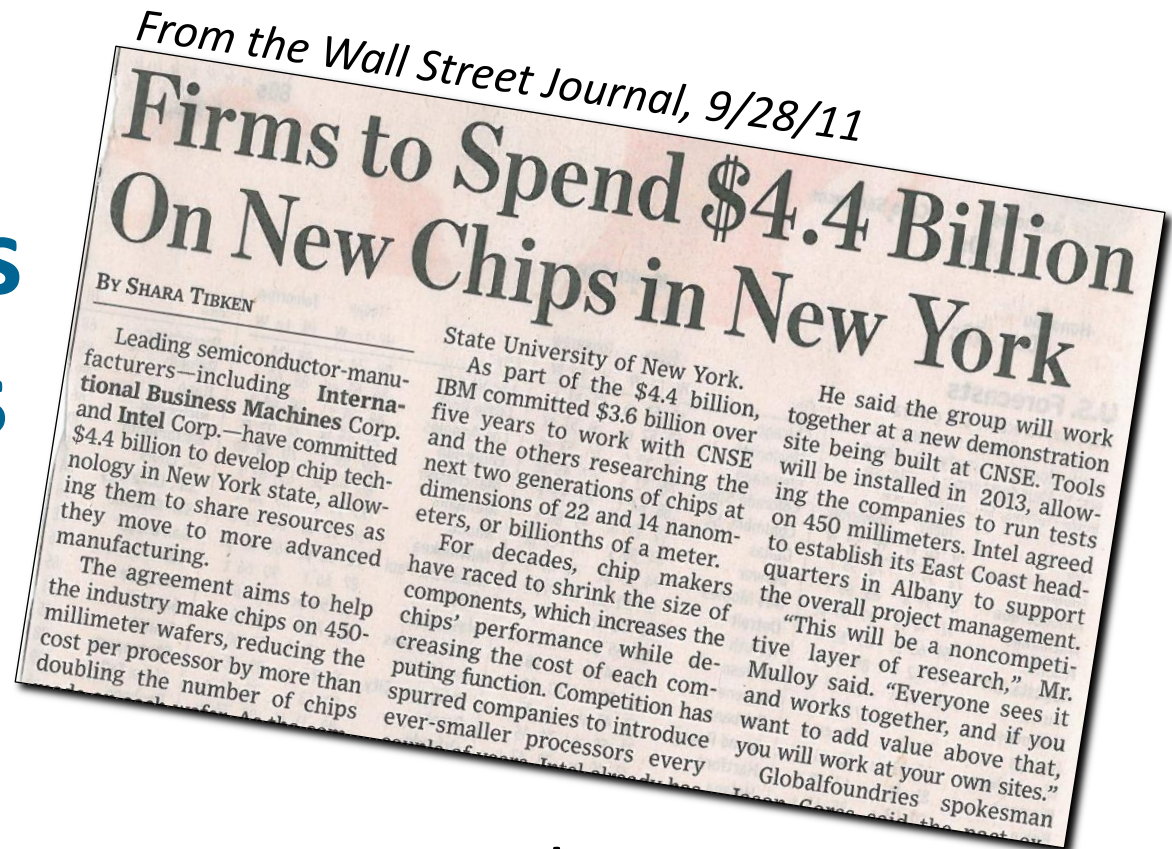 From the Wall Street Journal, 9/28/11
Firms to Spend $4.4 Billion
On New Chips in New York
BY SHARA TIBKEN
Leading semiconductor-manu-
facturers—including Interna-
tional Business Machines Corp.
and Intel Corp.—have committed
$4.4 billion to develop chip tech-
nology in New York state, allow-
ing them to share resources as
they move to more advanced
manufacturing.
The agreement aims to help
the industry make chips on 450-
millimeter wafers, reducing the
cost per processor by more than
doubling the number of chips
State University of New York.
As part of the $4.4 billion,
IBM committed $3.6 billion over
five years to work with CNSE
and the others researching the
next two generations of chips at
dimensions of 22 and 14 nanom-
eters, or billionths of a meter.
For decades, chip makers
have raced to shrink the size of
components, which increases the
chips' performance while de-
creasing the cost of each com-
puting function. Competition has
spurred companies to introduce
ever-smaller processors every
He said the group will work
together at a new demonstration
site being built at CNSE. Tools
will be installed in 2013, allow-
ing the companies to run tests
on 450 millimeters. Intel agreed
to establish its East Coast head-
quarters in Albany to support
the overall project management.
"This will be a noncompeti-
tive layer of research," Mr.
Mulloy said. "Everyone sees it
and works together, and if you
want to add value above that,
you will work at your own sites."
Globalfoundries spokesman